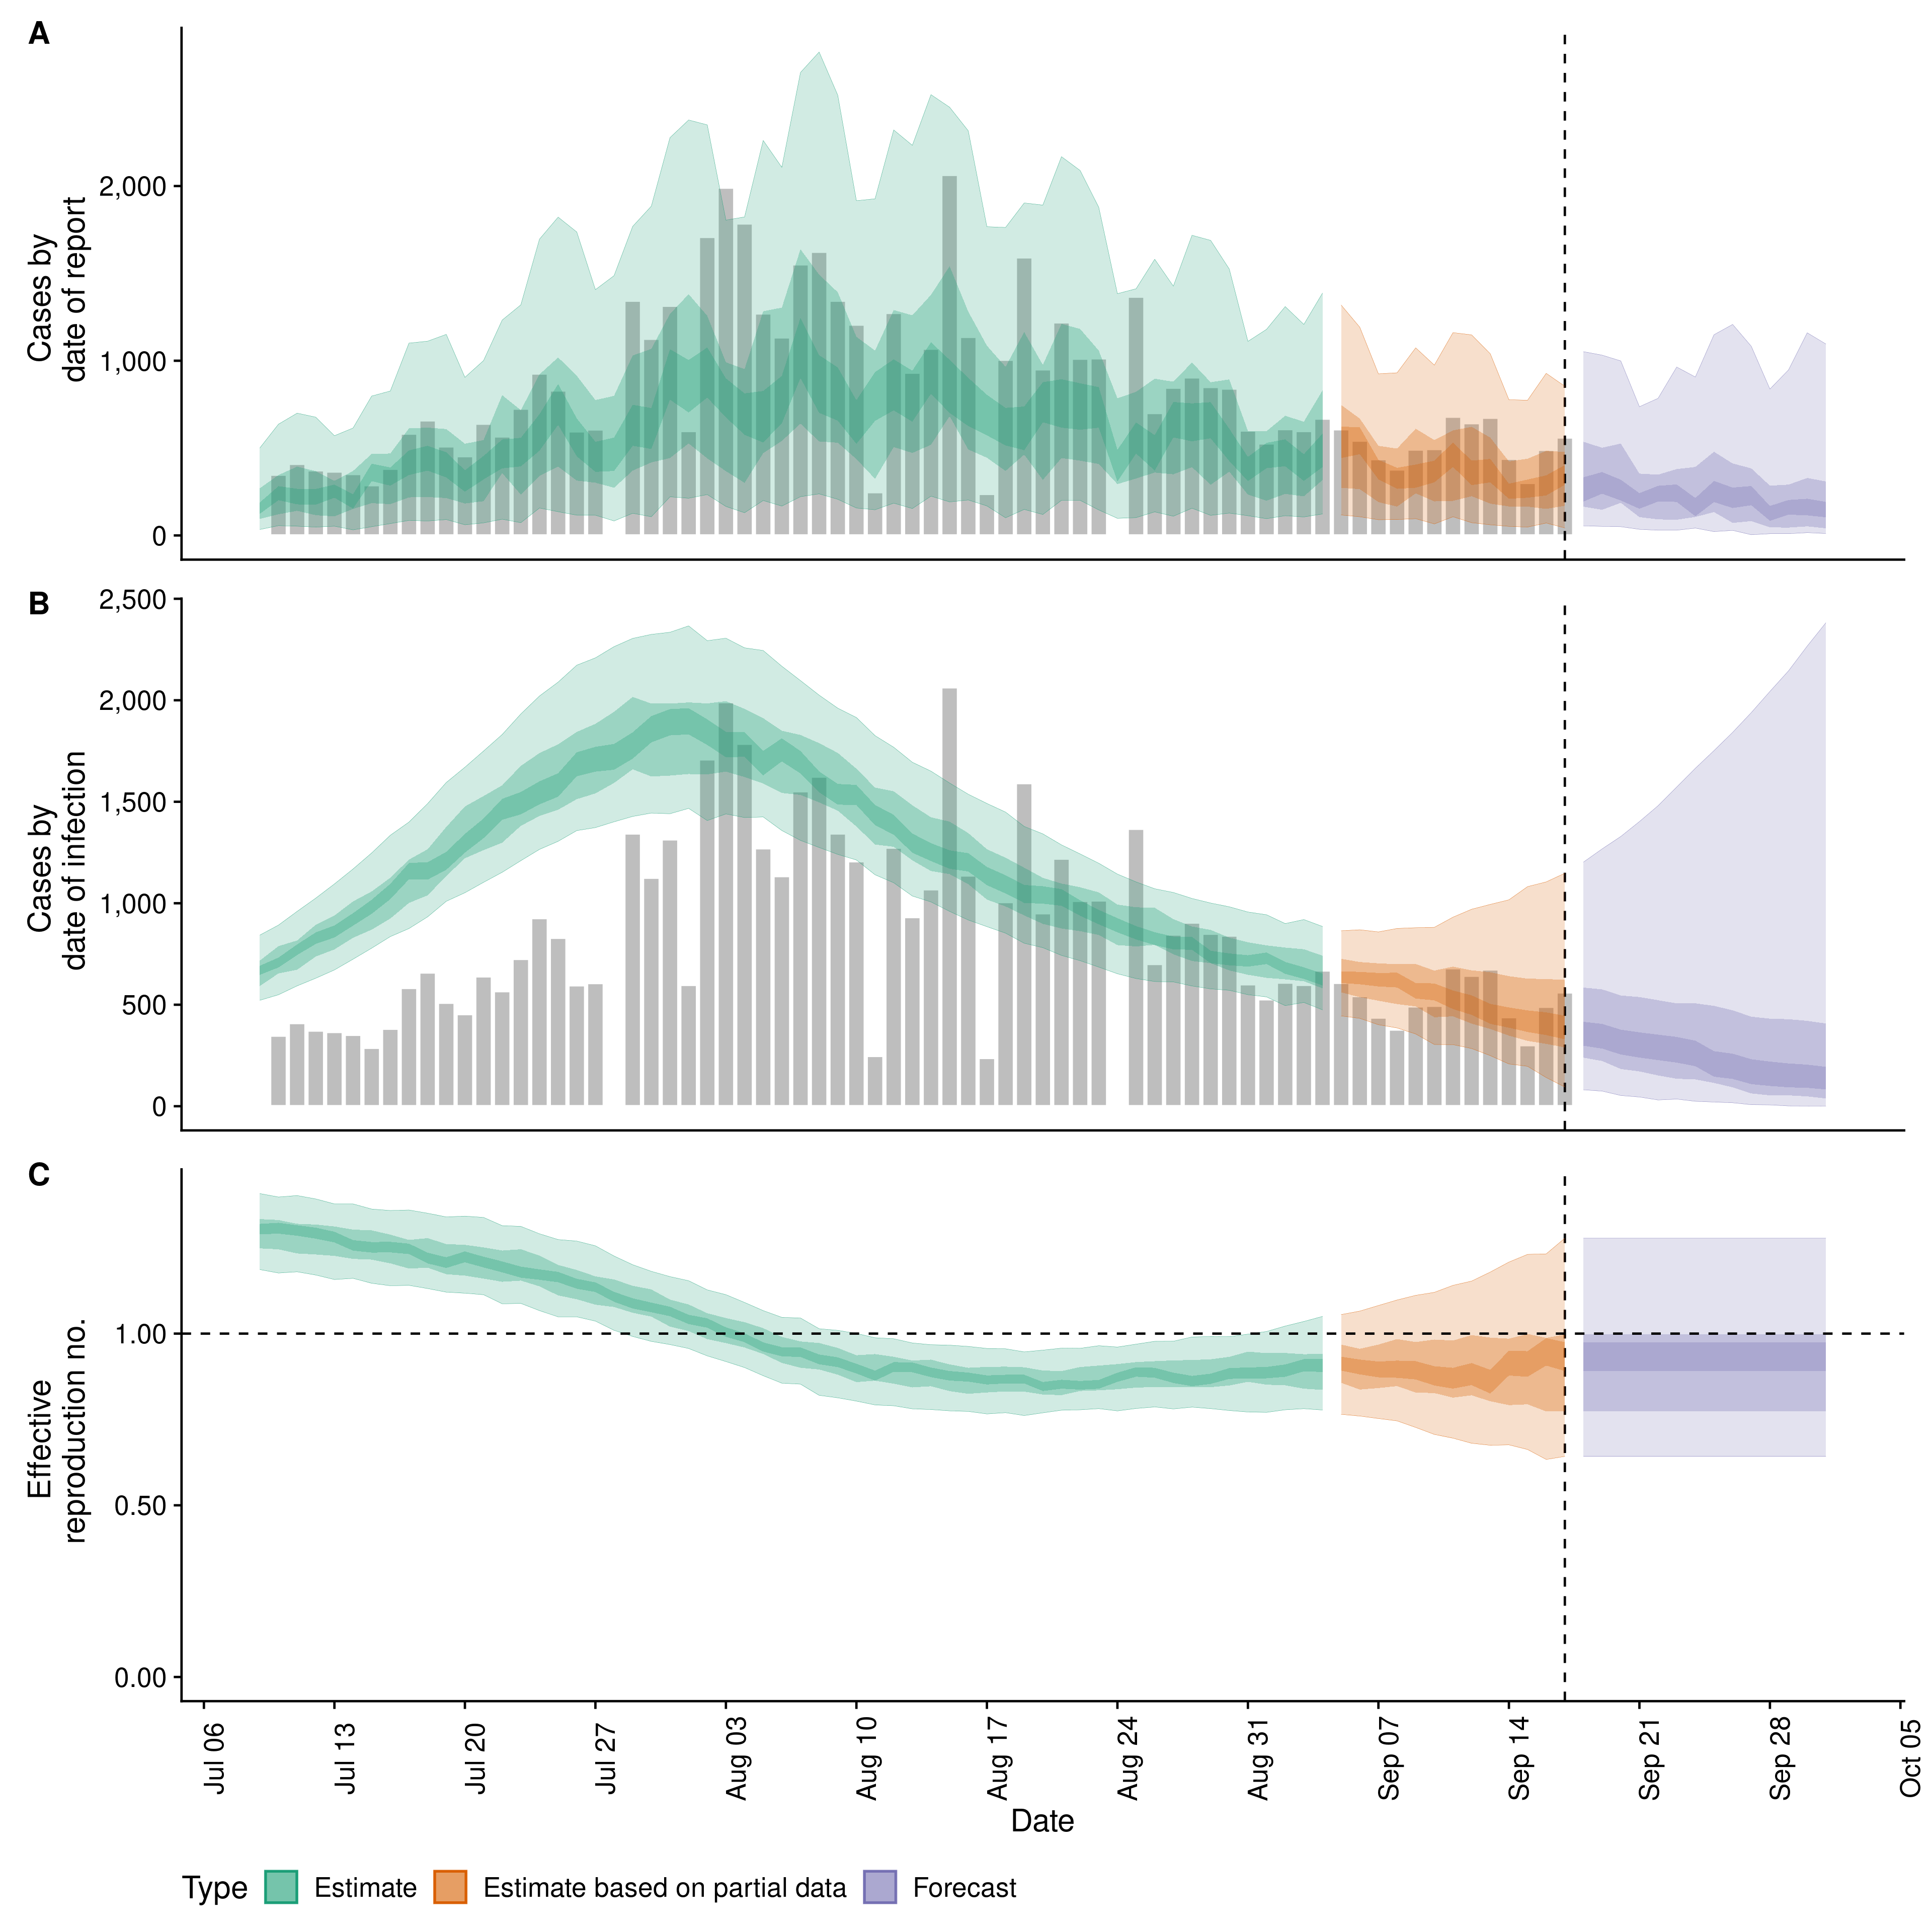 A
Cases by
date of report
2,000
1,000
0
B
Cases by
date of infection
2,500
2,000
1,500
1,000
500
0
C
Effective
reproduction no.
1.00
0.50
0.00
Jul 06
Jul 13
Jul 20
Jul 27
Aug 03
Aug 10
Aug 17
Aug 24
Aug 31
Sep 07
Sep 14
Sep 21
Sep 28
Oct 05
Date
Type Estimate Estimate based on partial data Forecast